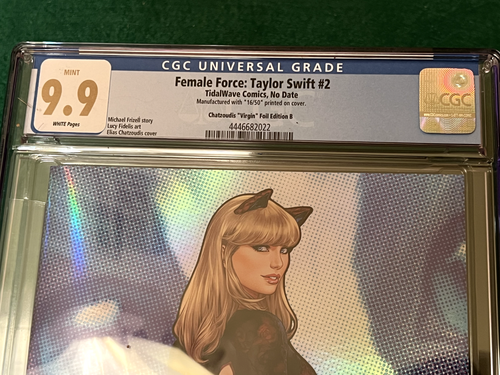 CGC UNIVERSAL GRADE
MINT
9.9
WHITE Pages
Female Force: Taylor Swift #2
TidalWave Comics, No Date
Manufactured with "16/50" printed on cover.
Michael Frizell story
Lucy Fidelis art
Elias Chatzoudis cover
Chatzoudis "Virgin" Foil Edition B
4446682022
CGC